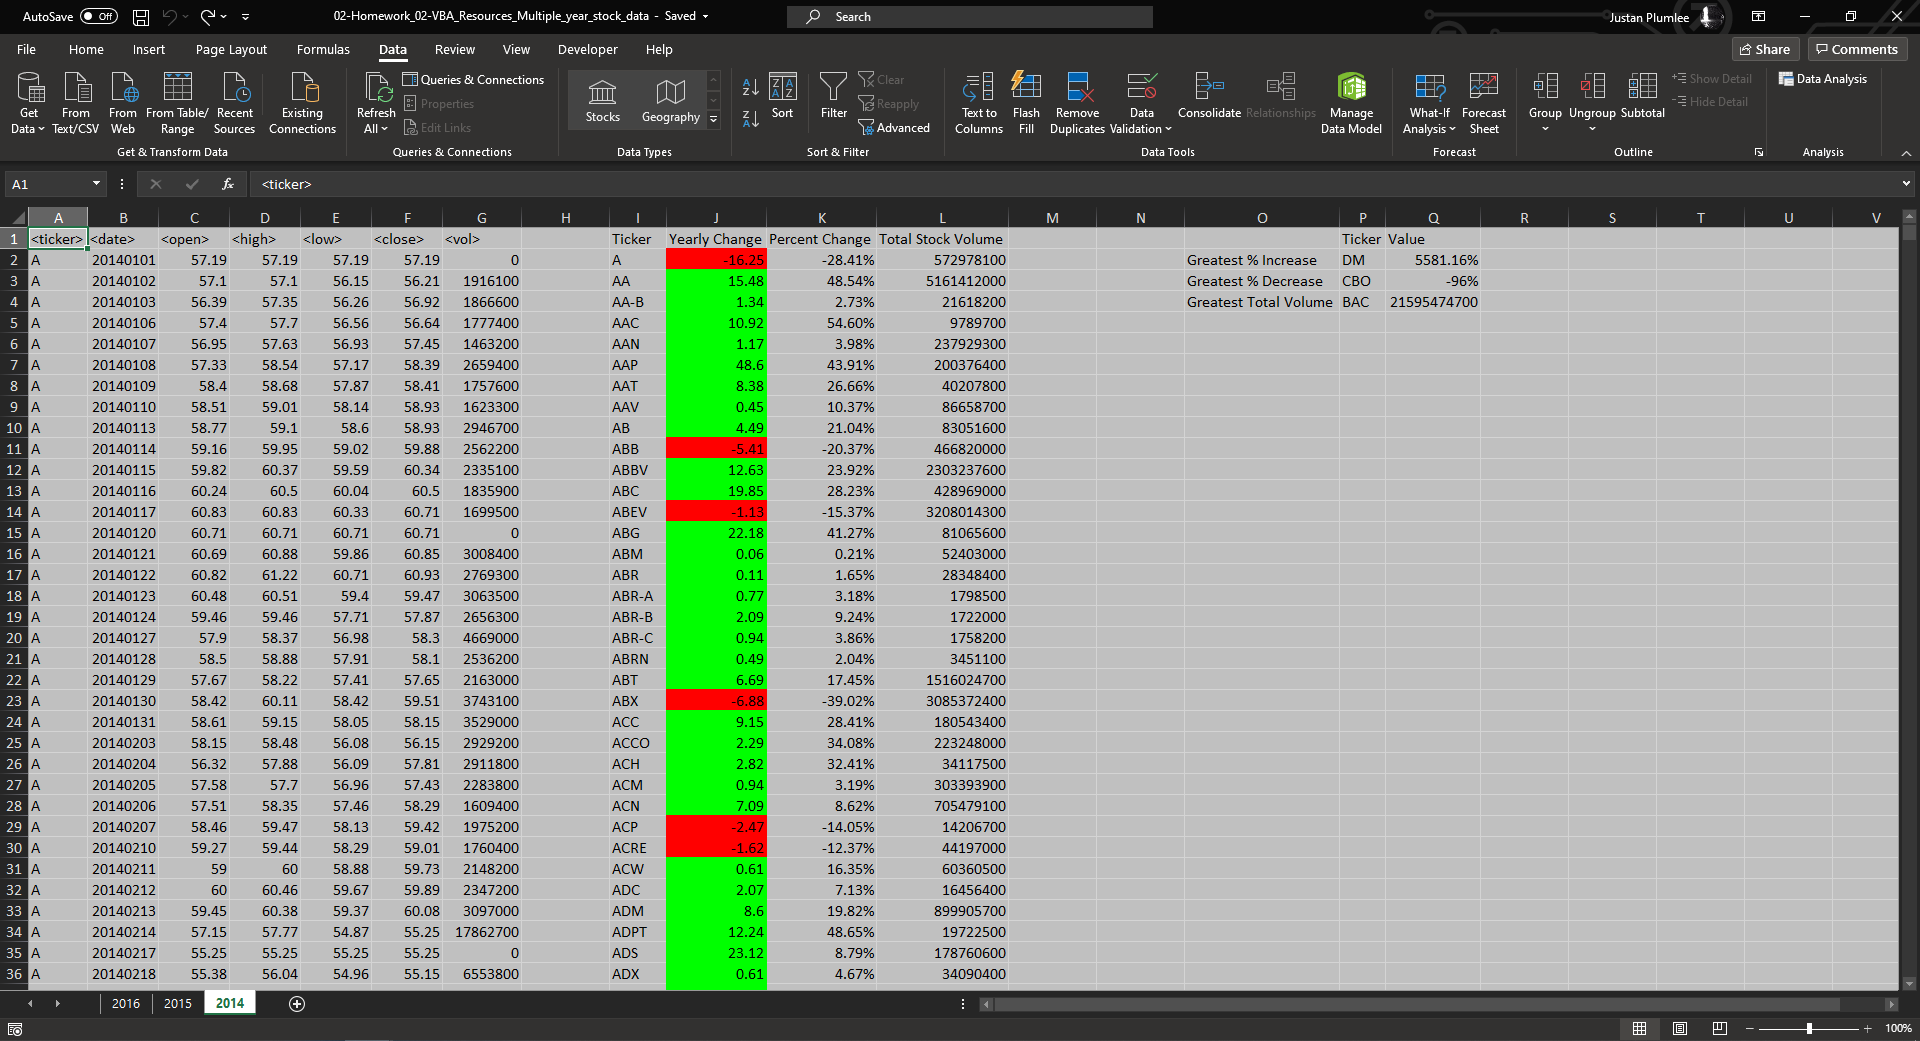 AutoSave Off 02-Homework_02-VBA_Resources_Multiple_year_stock_data - Saved Search Justan Plumlee
File Home Insert Page Layout Formulas Data Review View Developer Help Share Comments
Get Data From Text/CSV From Web From Table/ Range Recent Sources Existing Connections
Get & Transform Data
Refresh All Queries & Connections Properties Edit Links
Queries & Connections
Stocks Geography
Data Types
A Z Z A Z A A Z Sort Filter Clear Reapply Advanced
Sort & Filter
Text to Columns Flash Fill Remove Duplicates Data Validation Consolidate Relationships Manage Data Model
Data Tools
What-If Analysis Forecast Sheet
Forecast
Group Ungroup Subtotal Show Detail Hide Detail
Outline
Data Analysis
Analysis
A1 fx <ticker>
A B C D E F G H I J K L M N O P Q R S T U V
1 <ticker> <date> <open> <high> <low> <close> <vol> Ticker Yearly Change Percent Change Total Stock Volume Ticker Value
2 A 20140101 57.19 57.19 57.19 57.19 0 A -16.25 -28.41% 572978100 Greatest % Increase DM 5581.16%
3 A 20140102 57.1 57.1 56.15 56.21 1916100 AA 15.48 48.54% 5161412000 Greatest % Decrease CBO -96%
4 A 20140103 56.39 57.35 56.26 56.92 1866600 AA-B 1.34 2.73% 21618200 Greatest Total Volume BAC 21595474700
5 A 20140106 57.4 57.7 56.56 56.64 1777400 AAC 10.92 54.60% 9789700
6 A 20140107 56.95 57.63 56.93 57.45 1463200 AAN 1.17 3.98% 237929300
7 A 20140108 57.33 58.54 57.17 58.39 2659400 AAP 48.6 43.91% 200376400
8 A 20140109 58.4 58.68 57.87 58.41 1757600 AAT 8.38 26.66% 40207800
9 A 20140110 58.51 59.01 58.14 58.93 1623300 AAV 0.45 10.37% 86658700
10 A 20140113 58.77 59.1 58.6 58.93 2946700 AB 4.49 21.04% 83051600
11 A 20140114 59.16 59.95 59.02 59.88 2562200 ABB -5.41 -20.37% 466820000
12 A 20140115 59.82 60.37 59.59 60.34 2335100 ABBV 12.63 23.92% 2303237600
13 A 20140116 60.24 60.5 60.04 60.5 1835900 ABC 19.85 28.23% 428969000
14 A 20140117 60.83 60.83 60.33 60.71 1699500 ABEV -1.13 -15.37% 3208014300
15 A 20140120 60.71 60.71 60.71 60.71 0 ABG 22.18 41.27% 81065600
16 A 20140121 60.69 60.88 59.86 60.85 3008400 ABM 0.06 0.21% 52403000
17 A 20140122 60.82 61.22 60.71 60.93 2769300 ABR 0.11 1.65% 28348400
18 A 20140123 60.48 60.51 59.4 59.47 3063500 ABR-A 0.77 3.18% 1798500
19 A 20140124 59.46 59.46 57.71 57.87 2656300 ABR-B 2.09 9.24% 1722000
20 A 20140127 57.9 58.37 56.98 58.3 4669000 ABR-C 0.94 3.86% 1758200
21 A 20140128 58.5 58.88 57.91 58.1 2536200 ABRN 0.49 2.04% 3451100
22 A 20140129 57.67 58.22 57.41 57.65 2163000 ABT 6.69 17.45% 1516024700
23 A 20140130 58.42 60.11 58.42 59.51 3743100 ABX -6.88 -39.02% 3085372400
24 A 20140131 58.61 59.15 58.05 58.15 3529000 ACC 9.15 28.41% 180543400
25 A 20140203 58.15 58.48 56.08 56.15 2929200 ACCO 2.29 34.08% 223248000
26 A 20140204 56.32 57.88 56.09 57.81 2911800 ACH 2.82 32.41% 34117500
27 A 20140205 57.58 57.7 56.96 57.43 2283800 ACM 0.94 3.19% 303393900
28 A 20140206 57.51 58.35 57.46 58.29 1609400 ACN 7.09 8.62% 705479100
29 A 20140207 58.46 59.47 58.13 59.42 1975200 ACP -2.47 -14.05% 14206700
30 A 20140210 59.27 59.44 58.29 59.01 1760400 ACRE -1.62 -12.37% 44197000
31 A 20140211 59 60 58.88 59.73 2148200 ACW 0.61 16.35% 60360500
32 A 20140212 60 60.46 59.67 59.89 2347200 ADC 2.07 7.13% 16456400
33 A 20140213 59.45 60.38 59.37 60.08 3097000 ADM 8.6 19.82% 899905700
34 A 20140214 57.15 57.77 54.87 55.25 17862700 ADPT 12.24 48.65% 19722500
35 A 20140217 55.25 55.25 55.25 55.25 0 ADS 23.12 8.79% 178760600
36 A 20140218 55.38 56.04 54.96 55.15 6553800 ADX 0.61 4.67% 34090400
2016 2015 2014
100%